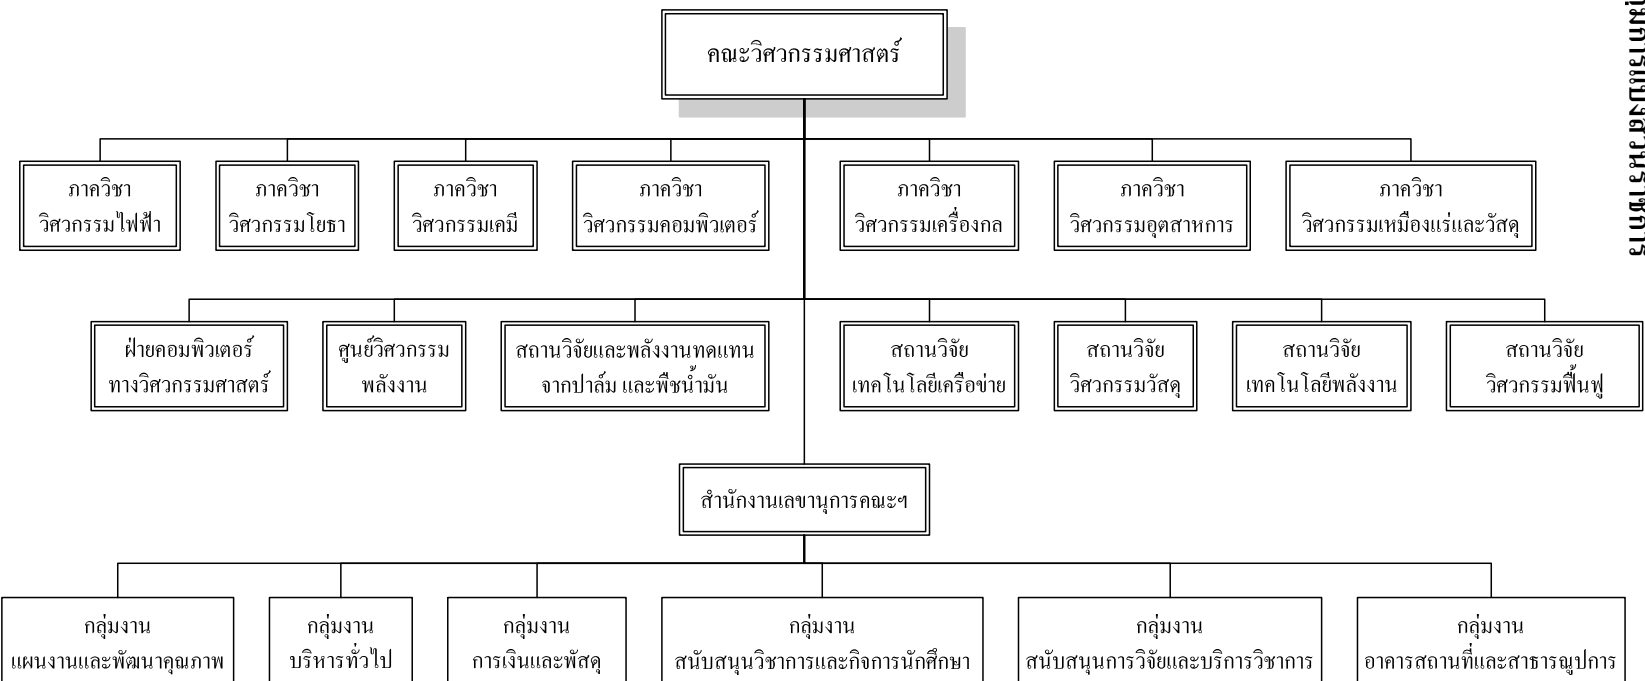 คณะวิศวกรรมศาสตร์
ภาควิชา
วิศวกรรมไฟฟ้า
ภาควิชา
วิศวกรรมโยธา
ภาควิชา
วิศวกรรมเคมี
ภาควิชา
วิศวกรรมคอมพิวเตอร์
ภาควิชา
วิศวกรรมเครื่องกล
ภาควิชา
วิศวกรรมอุตสาหการ
ภาควิชา
วิศวกรรมเหมืองแร่และวัสดุ
ฝ่ายคอมพิวเตอร์
ทางวิศวกรรมศาสตร์
ศูนย์วิศวกรรม
พลังงาน
สถานวิจัยและพลังงานทดแทน
จากปาล์ม และพืชน้ำมัน
สถานวิจัย
เทคโนโลยีเครือข่าย
สถานวิจัย
วิศวกรรมวัสดุ
สถานวิจัย
เทคโนโลยีพลังงาน
สถานวิจัย
วิศวกรรมฟื้นฟู
สำนักงานเลขานุการคณะฯ
กลุ่มงาน
แผนงานและพัฒนาคุณภาพ
กลุ่มงาน
บริหารทั่วไป
กลุ่มงาน
การเงินและพัสดุ
กลุ่มงาน
สนับสนุนวิชาการและกิจการนักศึกษา
กลุ่มงาน
สนับสนุนการวิจัยและบริการวิชาการ
กลุ่มงาน
อาคารสถานที่และสาธารณูปการ
การแบ่งส่วนราชการ